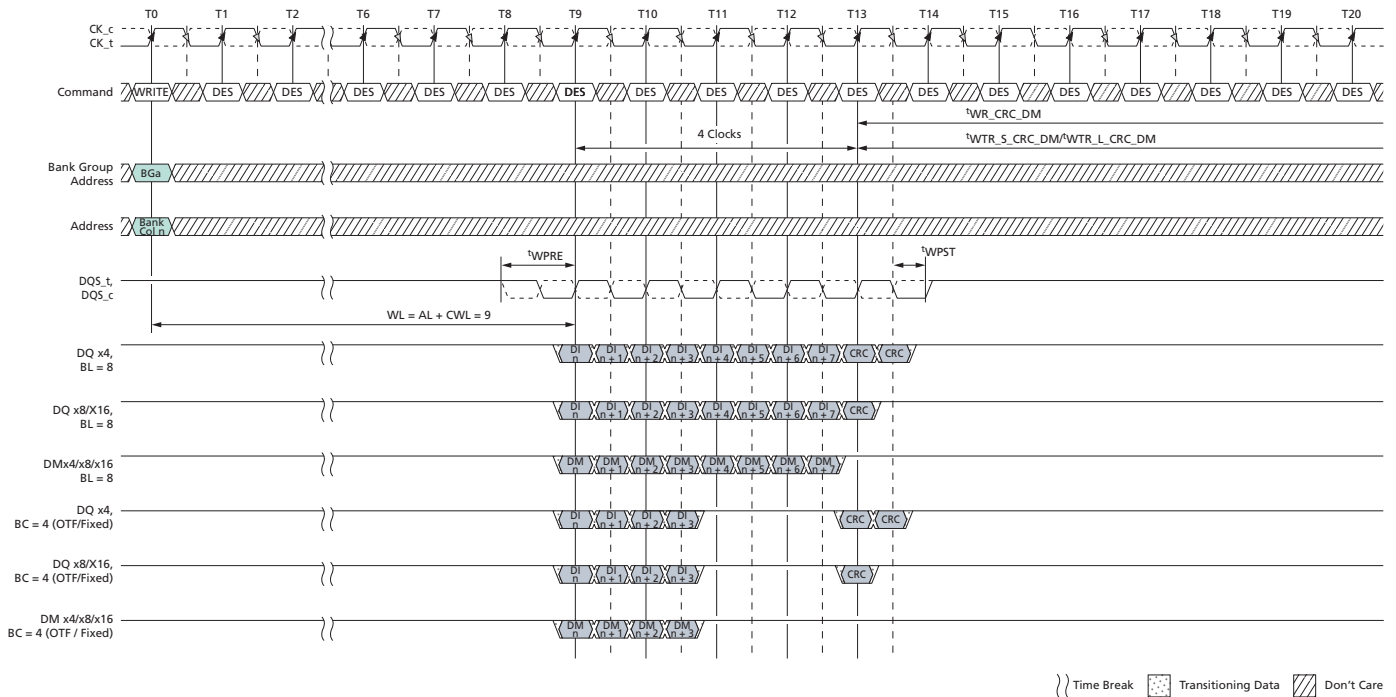 T0 T1 T2 T6 T7 T8 T9 T10 T11 T12 T13 T14 T15 T16 T17 T18 T19 T20
CK_c
CK_t
Command WRITE DES DES DES DES DES DES DES DES DES DES DES DES DES DES DES DES DES
tWR_CRC_DM
4 Clocks
tWTR_S_CRC_DM/tWTR_L_CRC_DM
Bank Group
Address
BGa
Address
Bank
Col n
tWPRE
tWPST
DQS_t,
DQS_c
WL = AL + CWL = 9
DQ x4,
BL = 8
DI n DI n + 1 DI n + 2 DI n + 3 DI n + 4 DI n + 5 DI n + 6 DI n + 7 CRC CRC
DQ x8/X16,
BL = 8
DI n DI n + 1 DI n + 2 DI n + 3 DI n + 4 DI n + 5 DI n + 6 DI n + 7 CRC
DMx4/x8/x16
BL = 8
DM n DM n + 1 DM n + 2 DM n + 3 DM n + 4 DM n + 5 DM n + 6 DM n + 7
DQ x4,
BC = 4 (OTF/Fixed)
DI n DI n + 1 DI n + 2 DI n + 3 CRC CRC
DQ x8/X16,
BC = 4 (OTF/Fixed)
DI n DI n + 1 DI n + 2 DI n + 3 CRC
DM x4/x8/x16
BC = 4 (OTF / Fixed)
DM n DM n + 1 DM n + 2 DM n + 3
Time Break Transitioning Data Don't Care